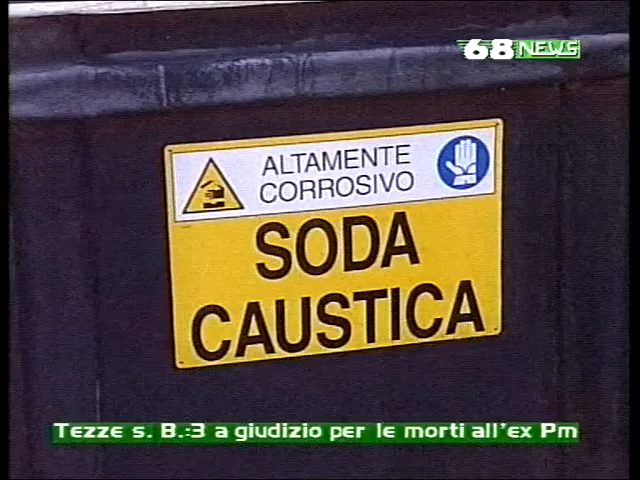 68 NEWS
ALTAMENTE
CORROSIVO
SODA
CAUSTICA
Tezze s. B.:3 a giudizio per le morti all'ex Pm